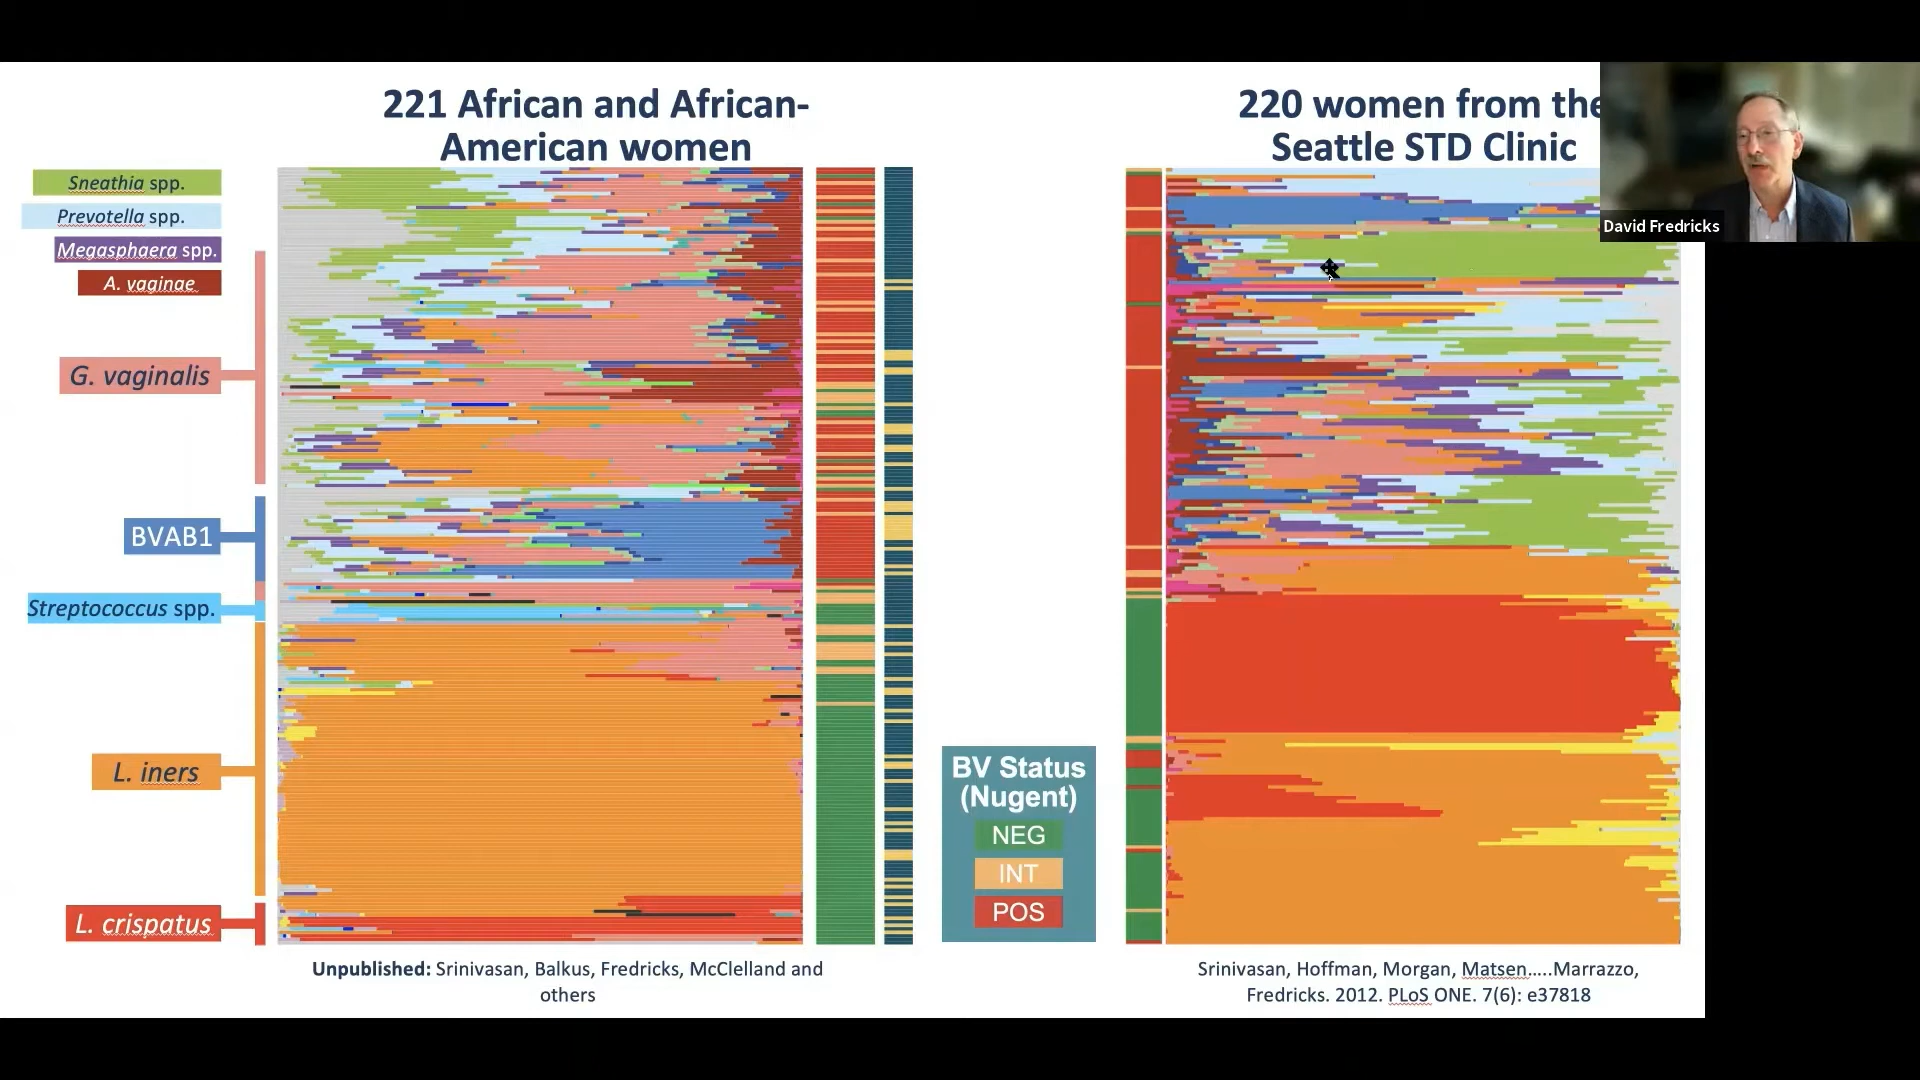 221 African and African-
American women
220 women from the
Seattle STD Clinic
Sneathia spp.
Prevotella spp.
Megasphaera spp.
A. vaginae
G. vaginalis
BVAB1
Streptococcus spp.
L. iners
L. crispatus
BV Status
(Nugent)
NEG
INT
POS
David Fredricks
Unpublished: Srinivasan, Balkus, Fredricks, McClelland and
others
Srinivasan, Hoffman, Morgan, Matsen.....Marrazzo,
Fredricks. 2012. PLoS ONE. 7(6): e37818